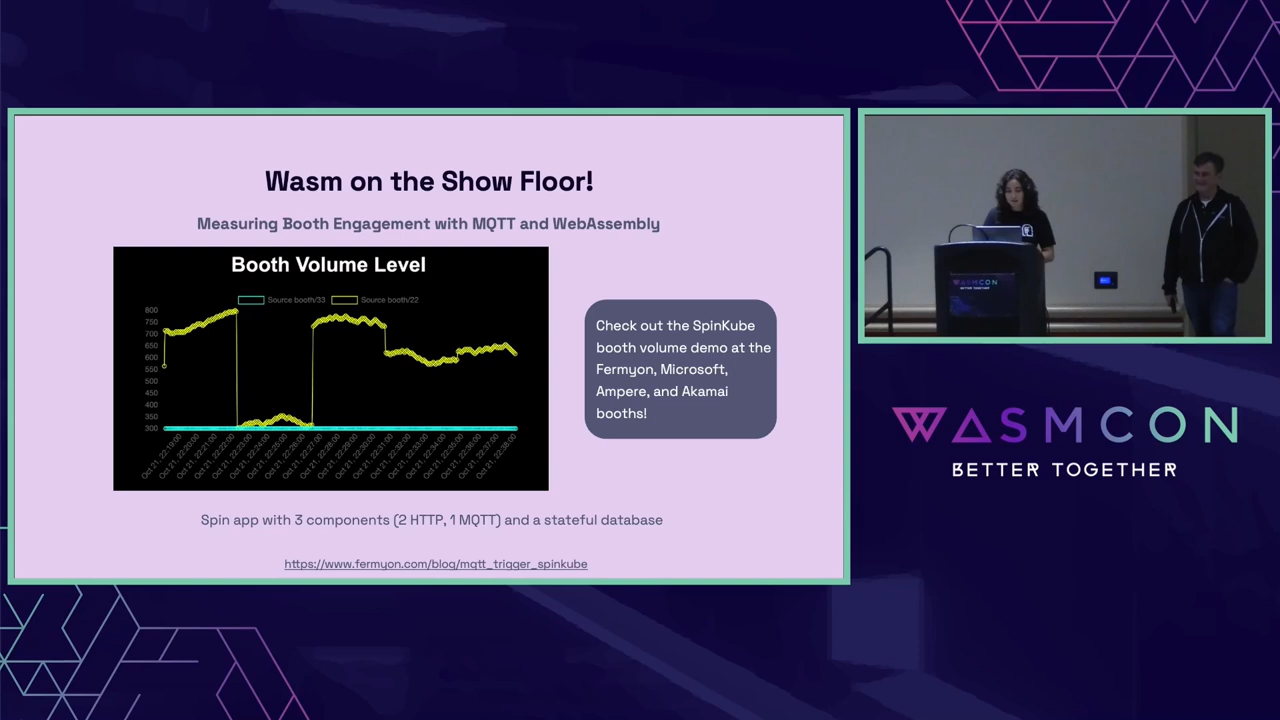 Wasm on the Show Floor!
Measuring Booth Engagement with MQTT and WebAssembly
Booth Volume Level
Source booth/33
Source booth/22
800
750
700
650
600
550
500
450
400
350
300
Check out the SpinKube
booth volume demo at the
Fermyon, Microsoft,
Ampere, and Akamai
booths!
Spin app with 3 components (2 HTTP, 1 MQTT) and a stateful database
https://www.fermyon.com/blog/mqtt_trigger_spinkube
WASMCON
BETTER TOGETHER
WASMCON
BETTER TOGETHER